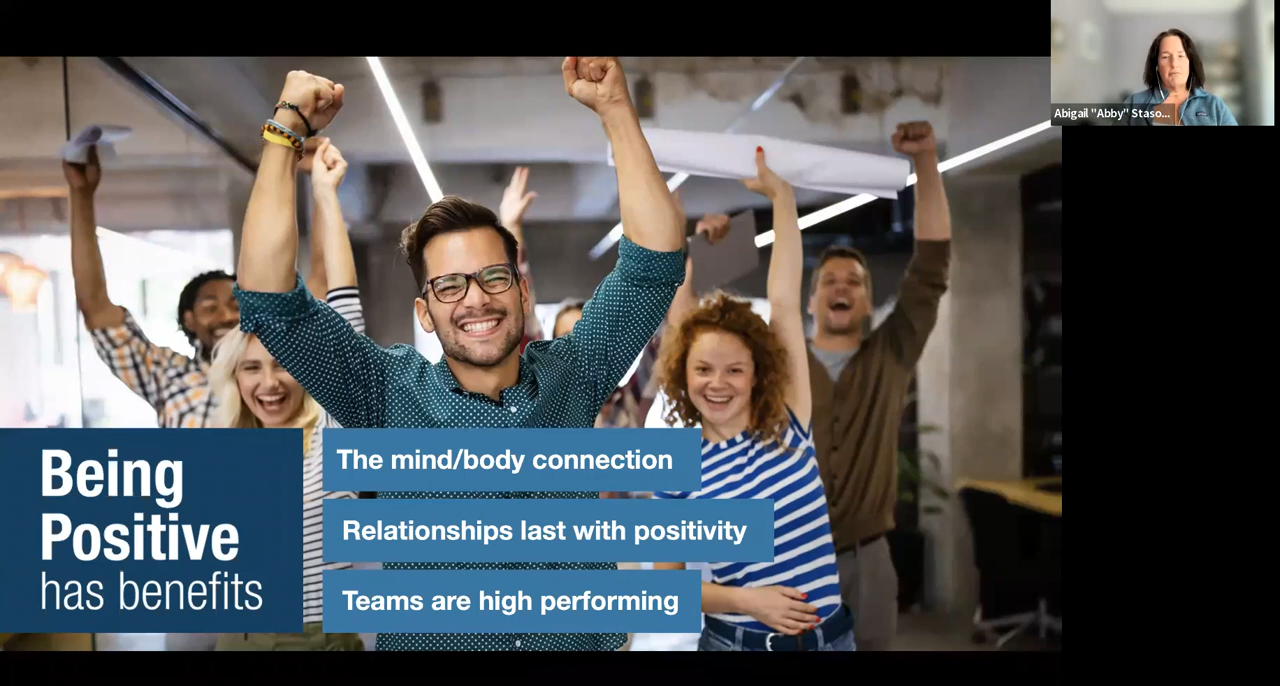 Abigail "Abby" Staso...
Being
Positive
has benefits
The mind/body connection
Relationships last with positivity
Teams are high performing